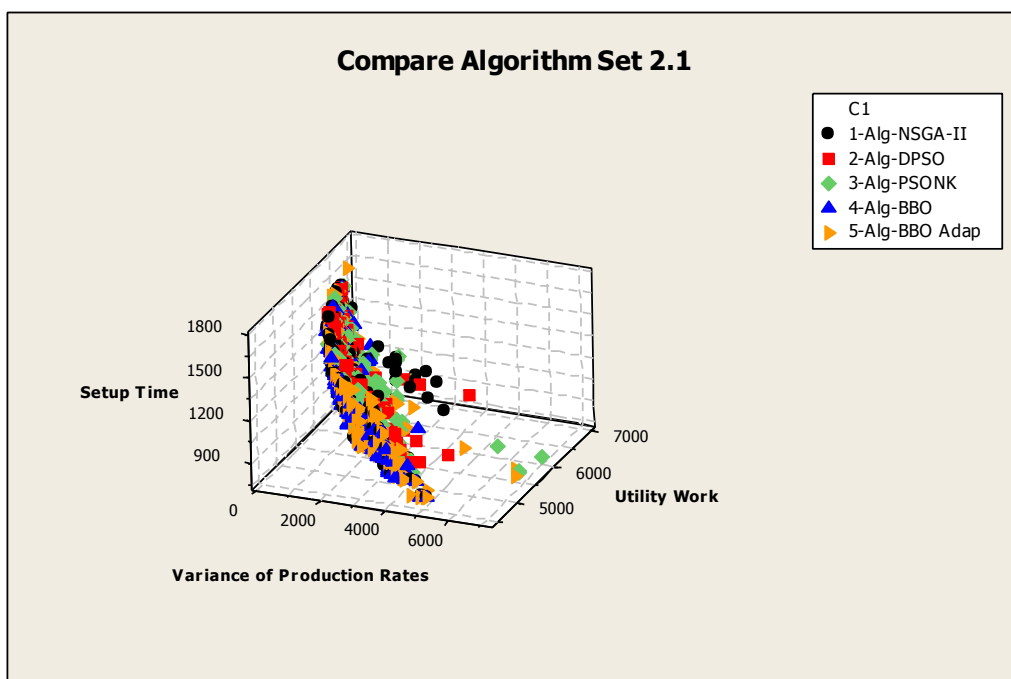 Compare Algorithm Set 2.1
C1
1-Alg-NSGA-II
2-Alg-DPSO
3-Alg-PSONK
4-Alg-BBO
5-Alg-BBO Adap
1800
1500
1200
900
Setup Time
0
2000
4000
6000
Variance of Production Rates
7000
6000
5000
Utility Work